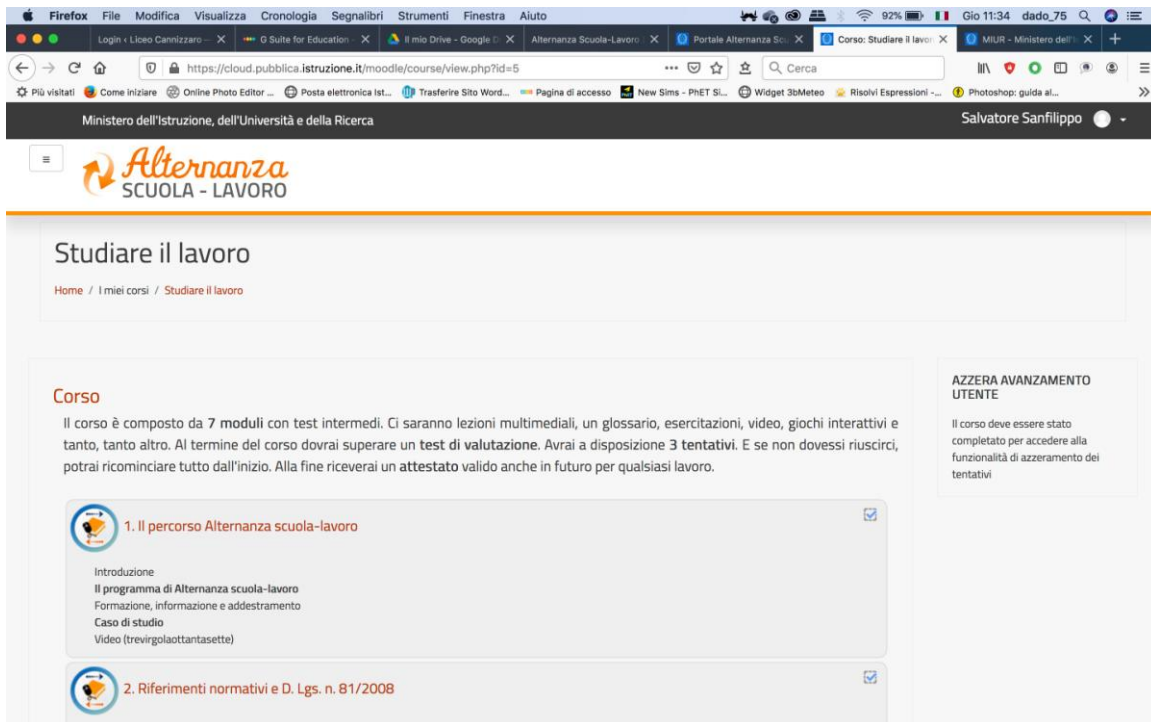 Firefox File Modifica Visualizza Cronologia Segnalibri Strumenti Finestra Aiuto 92% Gio 11:34 dado_75
Login ‹ Liceo Cannizzaro — G Suite for Education - Il mio Drive - Google D Alternanza Scuola-Lavoro Portale Alternanza Scu Corso: Studiare il lavor MIUR - Ministero dell'
https://cloud.pubblica.istruzione.it/moodle/course/view.php?id=5 Cerca
Più visitati Come iniziare Online Photo Editor ... Posta elettronica Ist... Trasferire Sito Word... Pagina di accesso New Sims - PhET Si... Widget 3bMeteo Risolvi Espressioni -... Photoshop: guida al...
Ministero dell'Istruzione, dell'Università e della Ricerca Salvatore Sanfilippo
Alternanza
SCUOLA - LAVORO
Studiare il lavoro
Home / I miei corsi / Studiare il lavoro
Corso
Il corso è composto da 7 moduli con test intermedi. Ci saranno lezioni multimediali, un glossario, esercitazioni, video, giochi interattivi e
tanto, tanto altro. Al termine del corso dovrai superare un test di valutazione. Avrai a disposizione 3 tentativi. E se non dovessi riuscirci,
potrai ricominciare tutto dall'inizio. Alla fine riceverai un attestato valido anche in futuro per qualsiasi lavoro.
1. Il percorso Alternanza scuola-lavoro
Introduzione
Il programma di Alternanza scuola-lavoro
Formazione, informazione e addestramento
Caso di studio
Video (trevirgolaottantasette)
2. Riferimenti normativi e D. Lgs. n. 81/2008
AZZERA AVANZAMENTO
UTENTE
Il corso deve essere stato
completato per accedere alla
funzionalità di azzeramento dei
tentativi